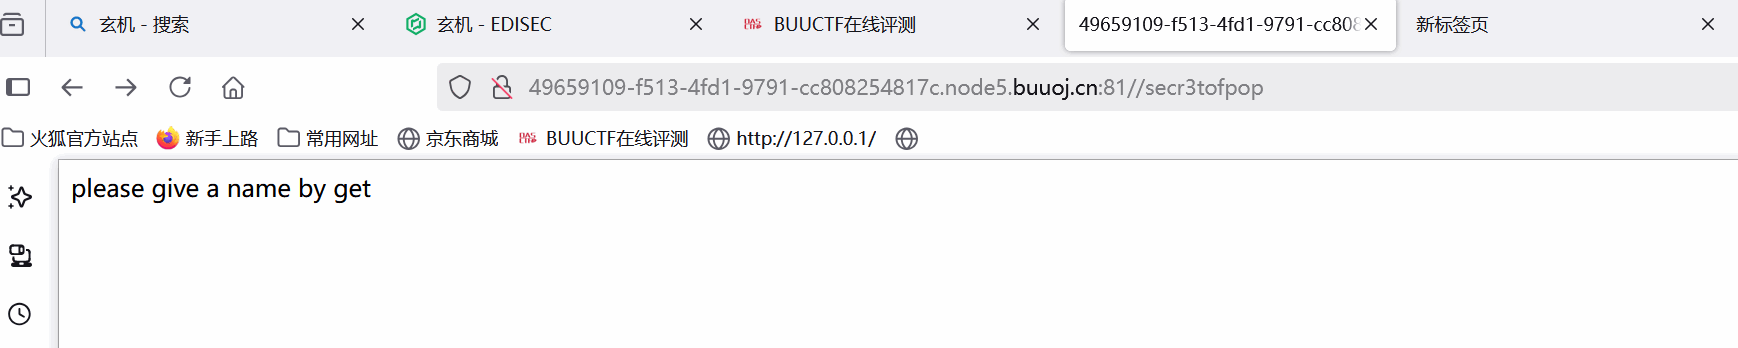 玄机 - 搜索
玄机 - EDISEC
BUUCTF在线评测
49659109-f513-4fd1-9791-cc808
新标签页
49659109-f513-4fd1-9791-cc808254817c.node5.buuoj.cn:81//secr3tofpop
火狐官方站点 新手上路 常用网址 京东商城 BUUCTF在线评测 http://127.0.0.1/
please give a name by get